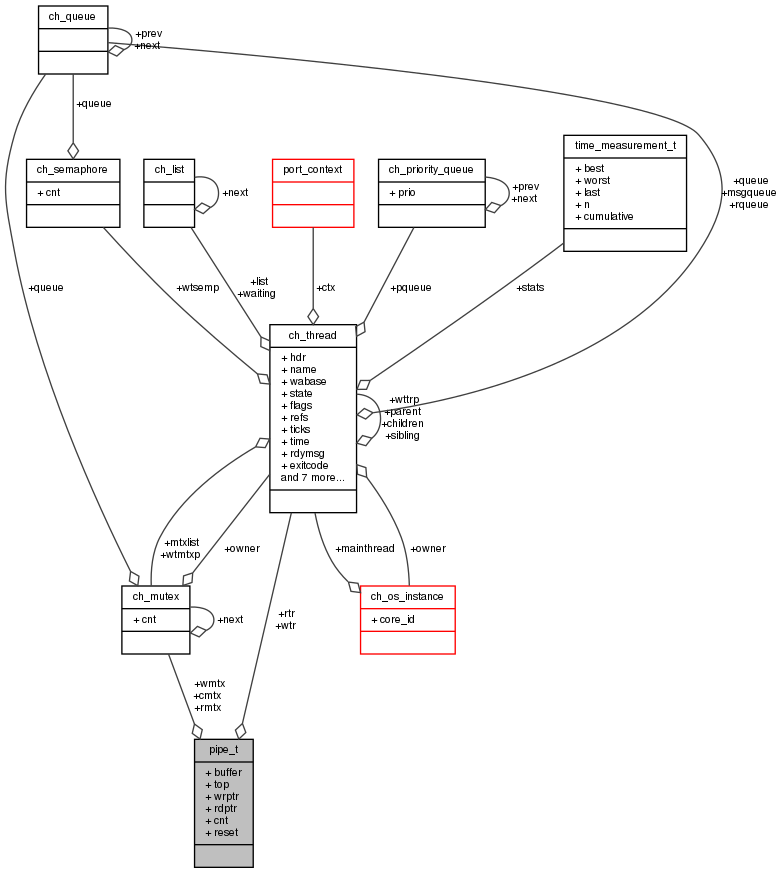 ch_queue
+prev
+next
+queue
ch_semaphore
+ cnt
ch_list
+next
port_context
ch_priority_queue
+ prio
+prev
+next
time_measurement_t
+ best
+ worst
+ last
+ n
+ cumulative
+queue
+msgqueue
+rqueue
+queue
+wtsemp
+list
+waiting
+ctx
+pqueue
+stats
ch_thread
+ hdr
+ name
+ wabase
+ state
+ flags
+ refs
+ ticks
+ time
+ rdymsg
+ exitcode
and 7 more...
+wttrp
+parent
+children
+sibling
+mtxlist
+wtmtxp
+owner
+mainthread
+owner
ch_mutex
+ cnt
+next
ch_os_instance
+ core_id
+rtr
+wtr
+wmtx
+cmtx
+rmtx
pipe_t
+ buffer
+ top
+ wrptr
+ rdptr
+ cnt
+ reset